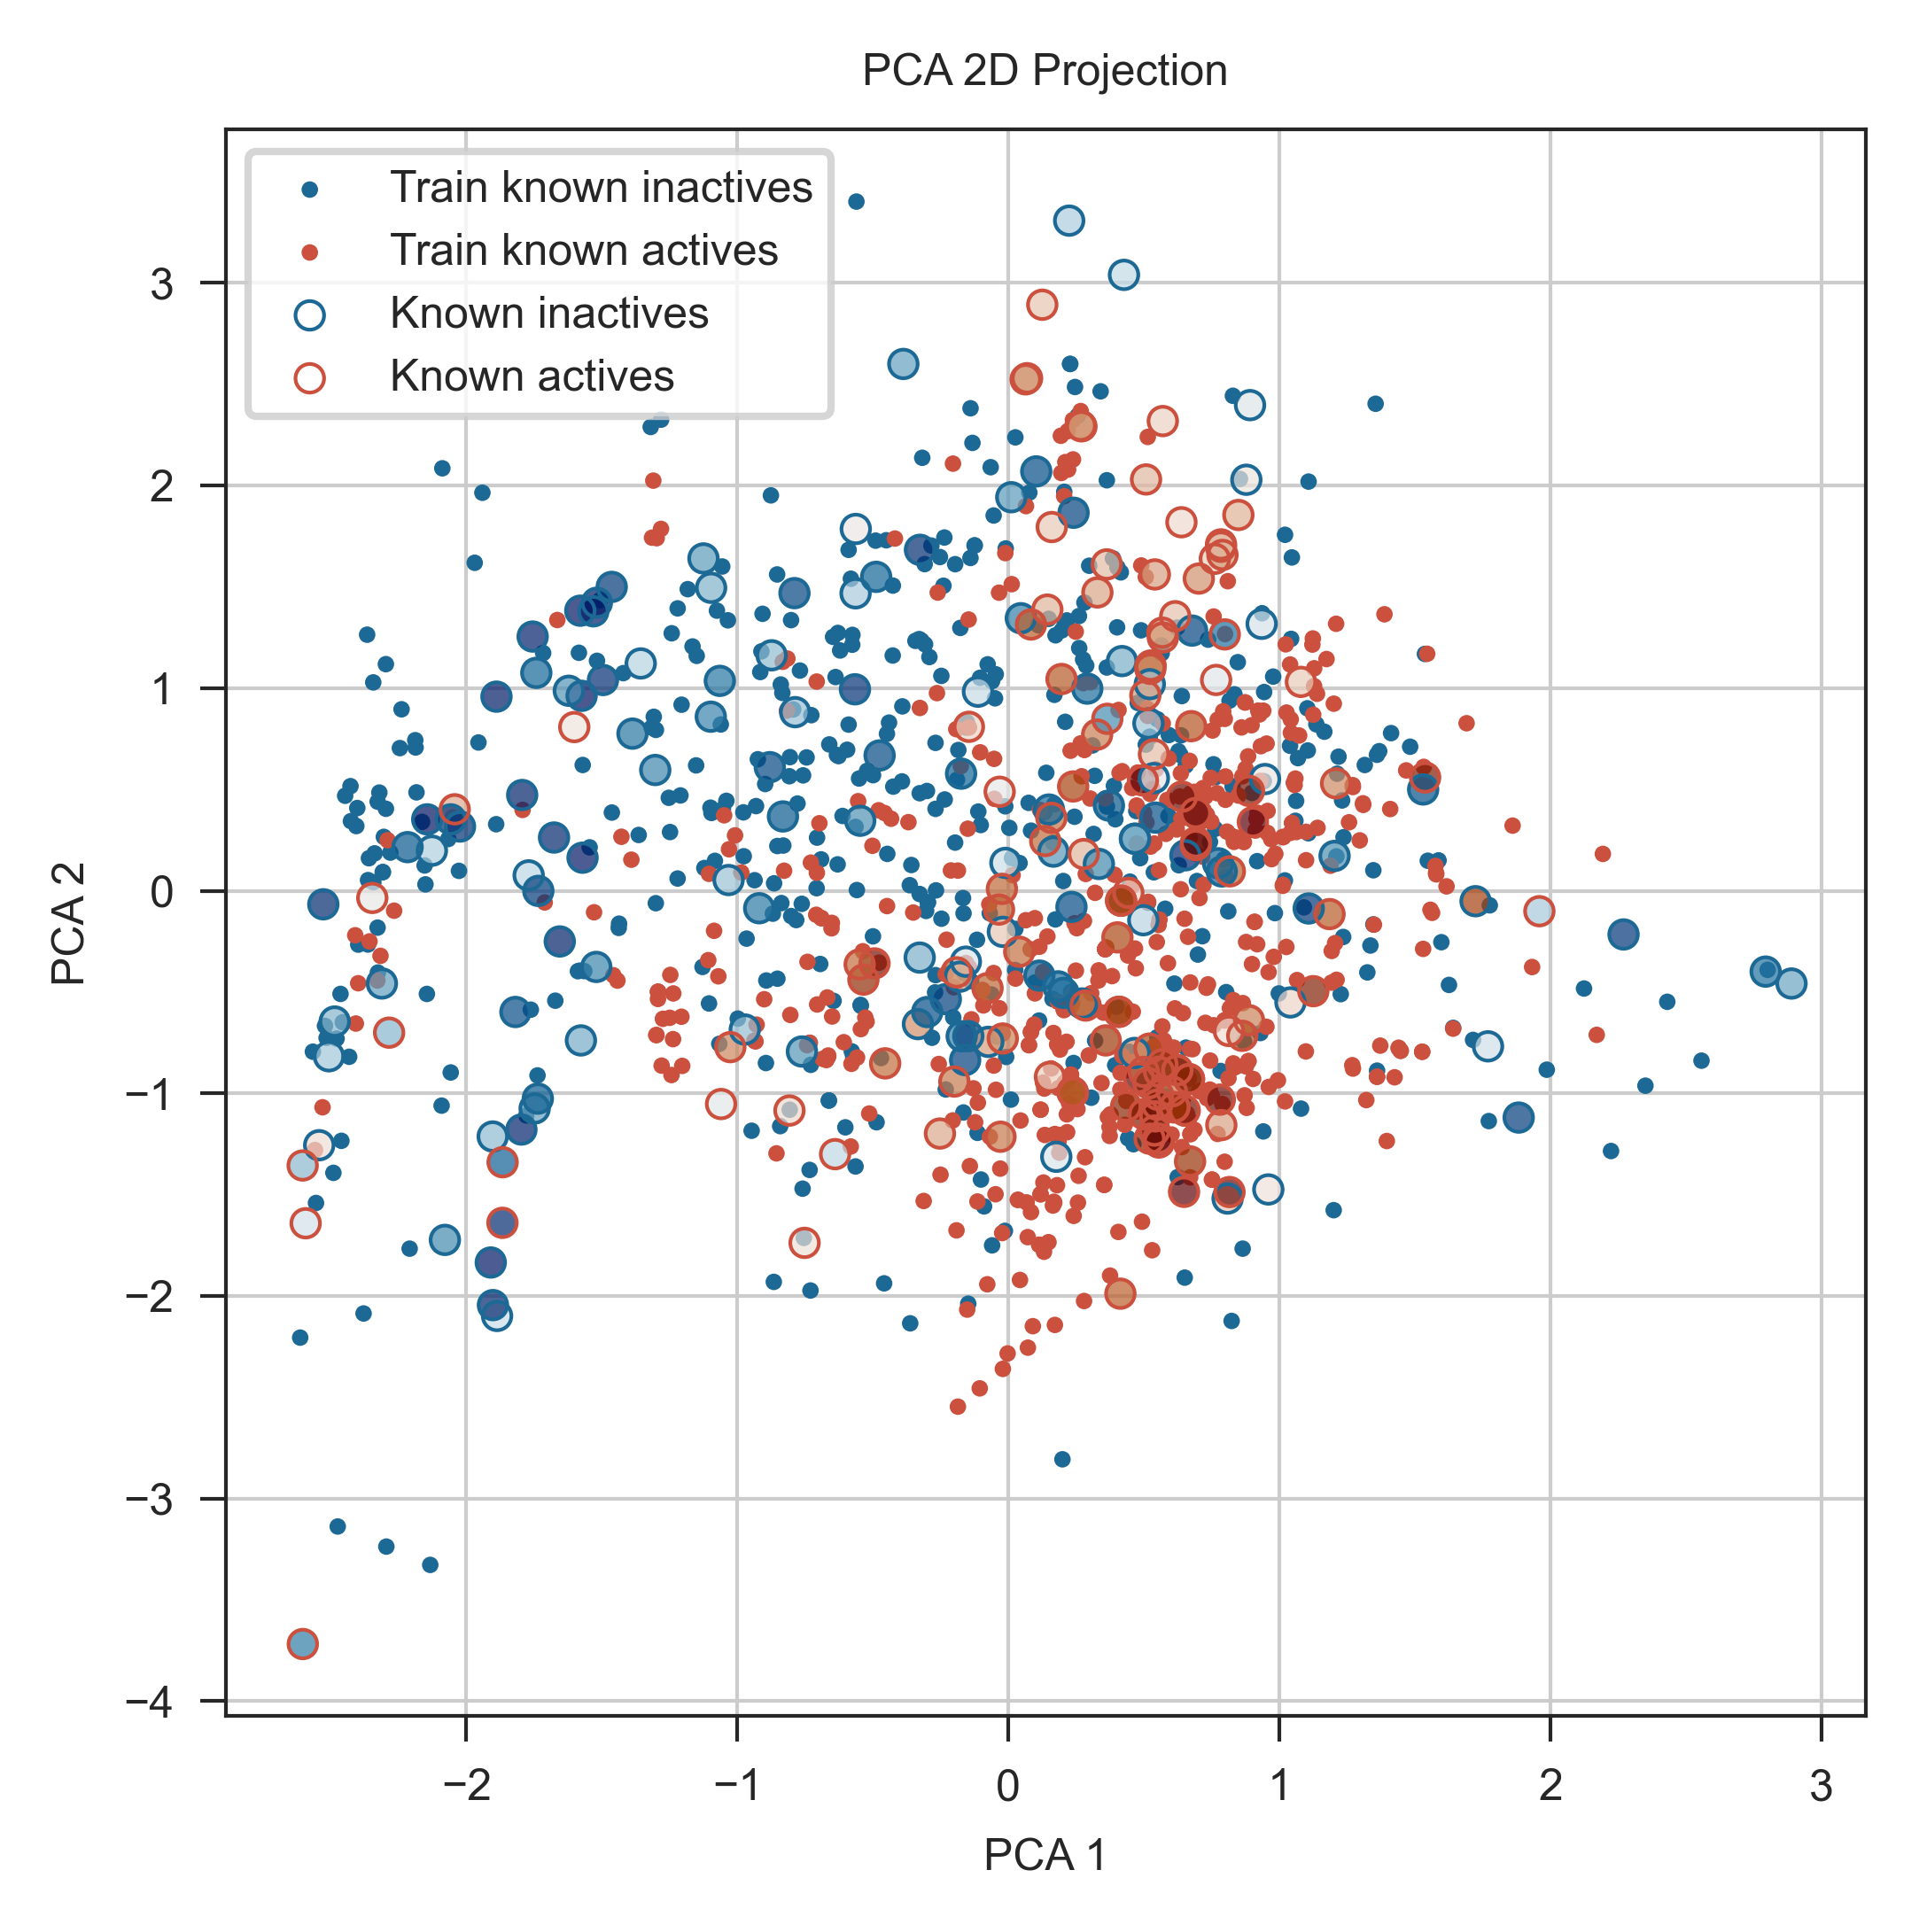 PCA 2D Projection
Train known inactives
Train known actives
Known inactives
Known actives
3
2
1
0
−1
−2
−3
−4
PCA 2
−2
−1
0
1
2
3
PCA 1